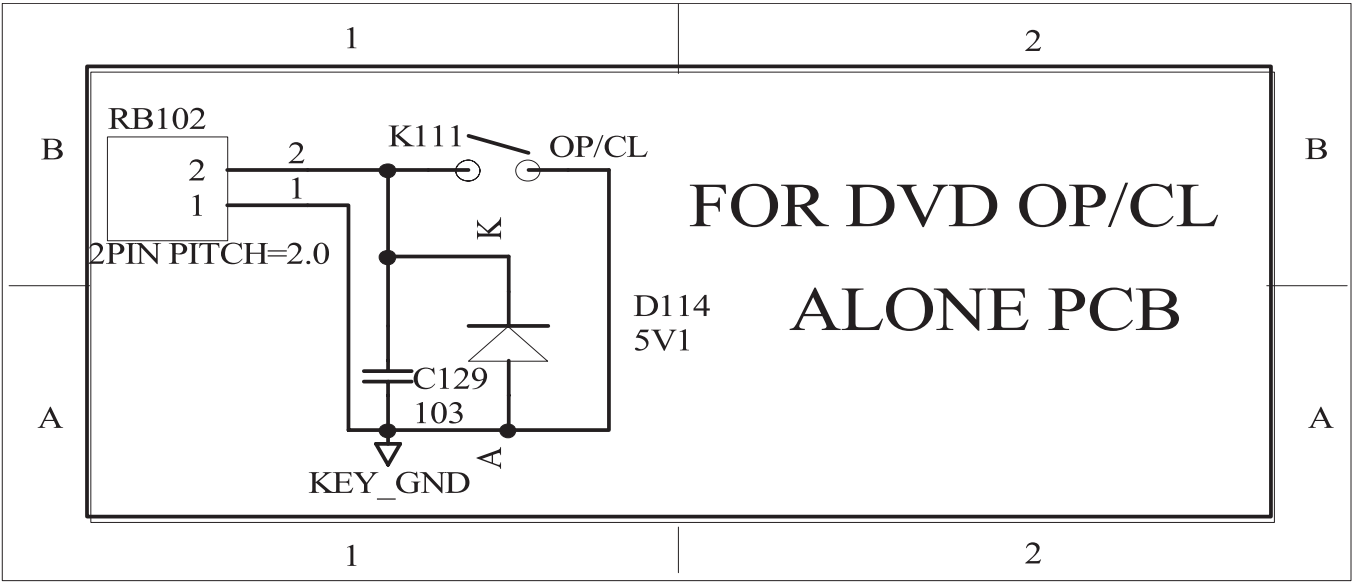 1
2
RB102
B
2
1
2
1
K111
OP/CL
B
FOR DVD OP/CL
K
2PIN PITCH=2.0
ALONE PCB
D114
5V1
A
C129
103
A
A
KEY_GND
1
2